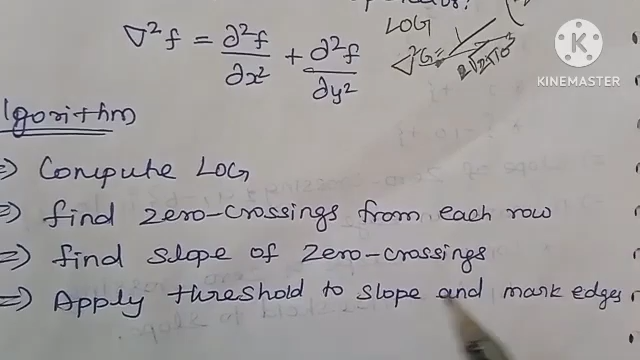 LOG
∇²f = ∂²f/∂x² + ∂²f/∂y²
∇²G =
KINEMASTER
lgorithm
=> Compute LOG
=> find zero-crossings from each row
=> find slope of zero-crossings
=> Apply threshold to slope and mark edges